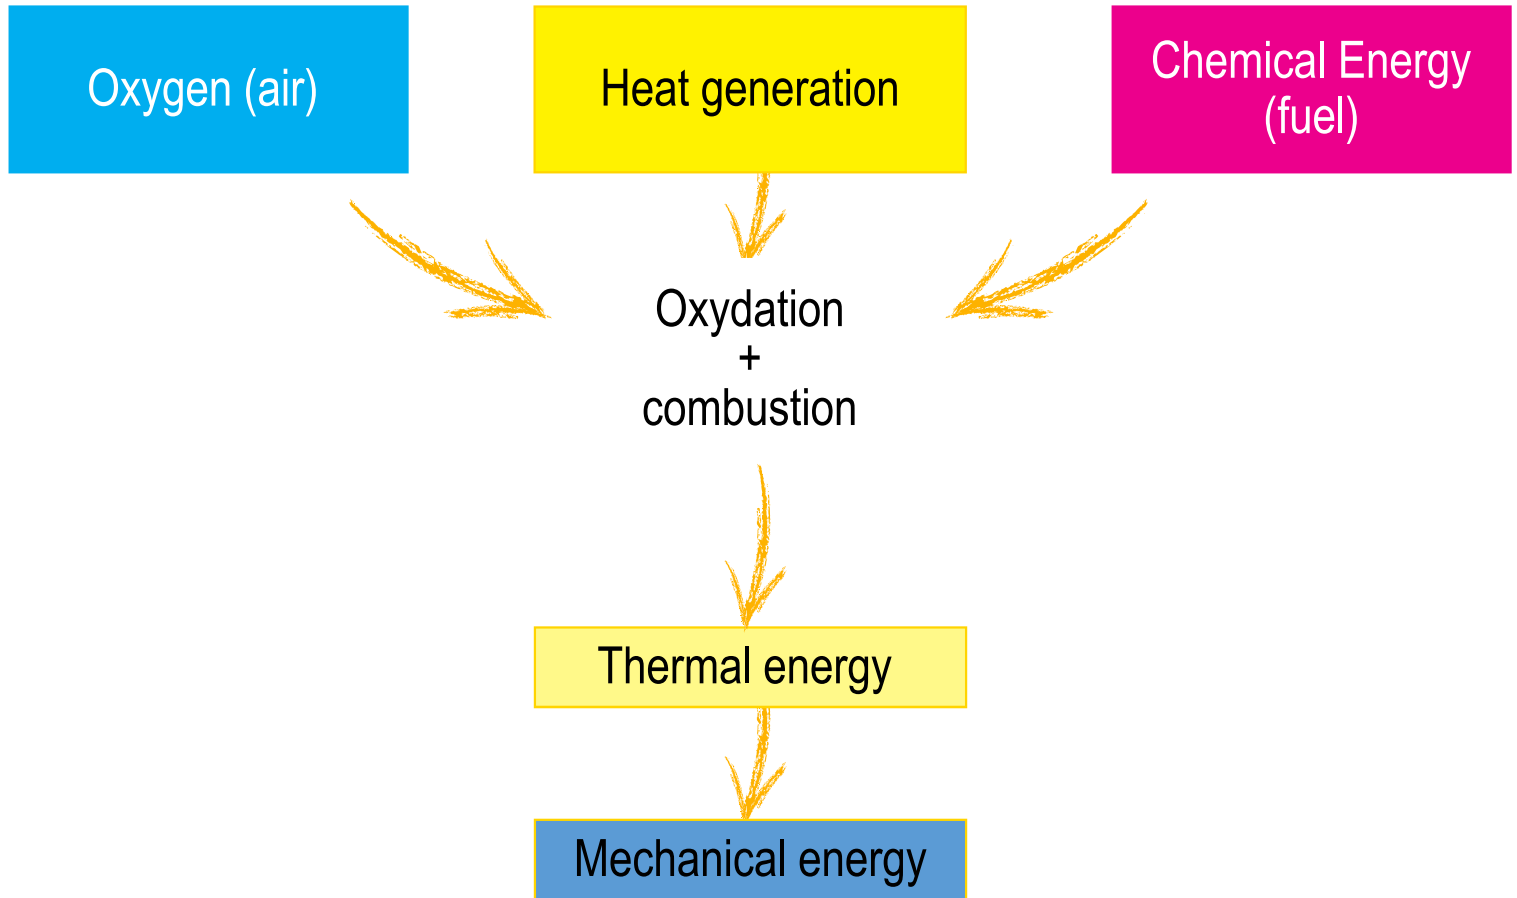 Oxygen (air)
Heat generation
Chemical Energy
(fuel)
Oxydation
+
combustion
Thermal energy
Mechanical energy